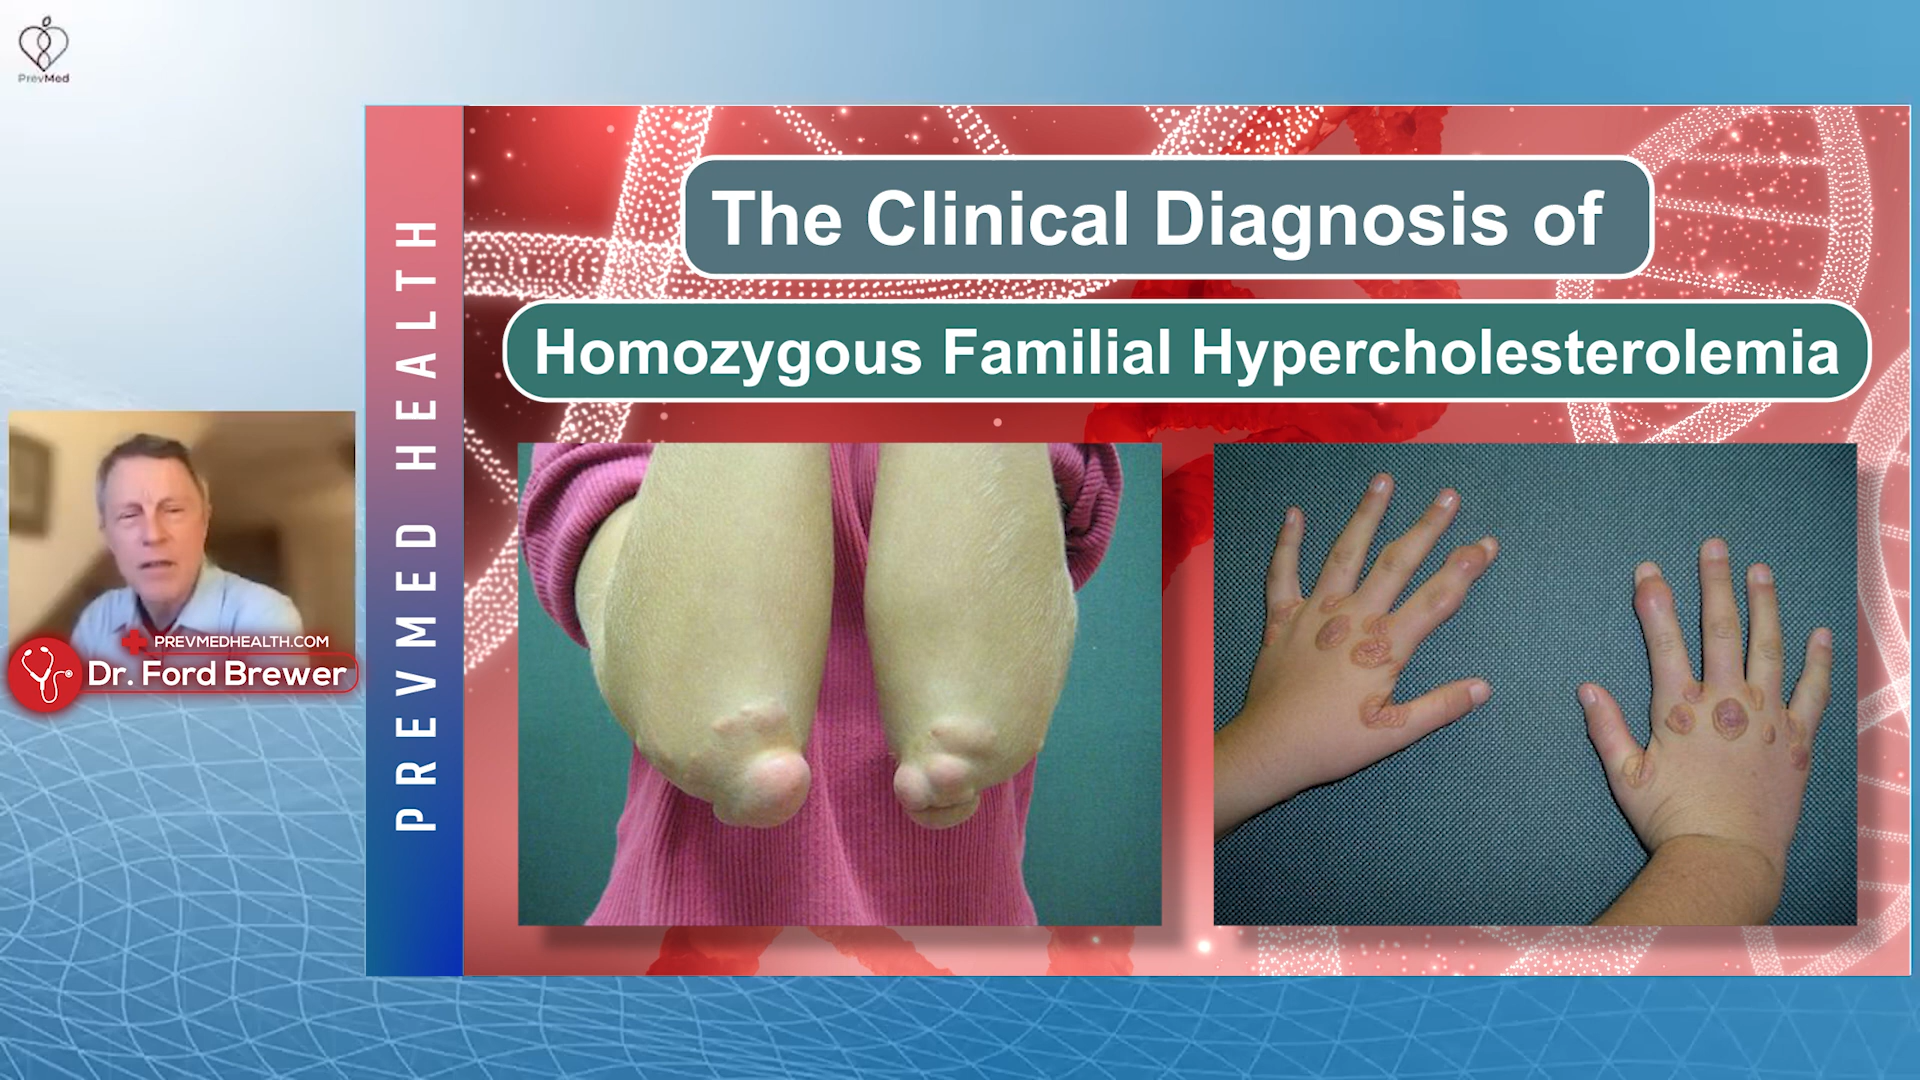 PrevMed
PREVMED HEALTH
The Clinical Diagnosis of
Homozygous Familial Hypercholesterolemia
PREVMEDHEALTH.COM
Dr. Ford Brewer